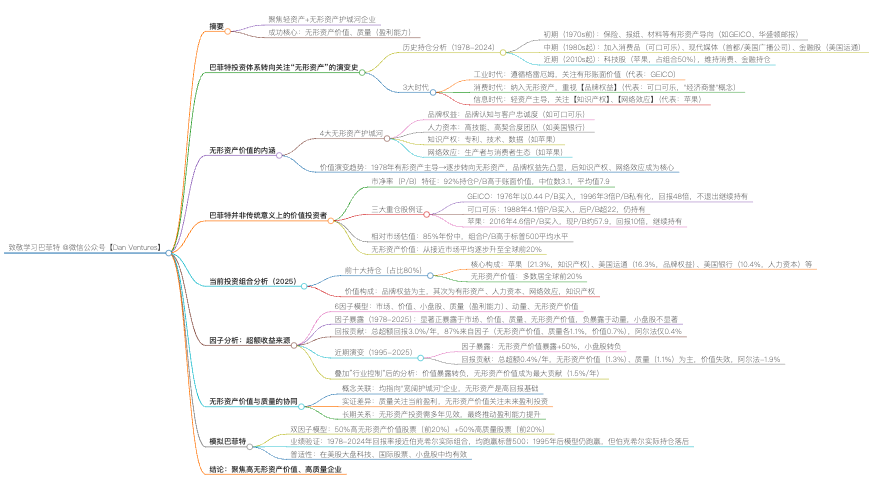 致敬学习巴菲特 @微信公众号【Dan Ventures】
摘要
聚焦轻资产+无形资产护城河企业
成功核心：无形资产价值、质量（盈利能力）
巴菲特投资体系转向关注“无形资产”的演变史
历史持仓分析（1978-2024）
初期（1970s前）：保险、报纸、材料等有形资产导向（如GEICO、华盛顿邮报）
中期（1980s起）：加入消费品（可口可乐）、现代媒体（首都/美国广播公司）、金融股（美国运通）
近期（2010s起）：科技股（苹果，占组合50%），维持消费、金融持仓
3大时代
工业时代：遵循格雷厄姆，关注有形账面价值（代表：GEICO）
消费时代：纳入无形资产，重视【品牌权益】（代表：可口可乐，"经济商誉"概念）
信息时代：轻资产主导，关注【知识产权】、【网络效应】（代表：苹果）
无形资产价值的内涵
4大无形资产护城河
品牌权益：品牌认知与客户忠诚度（如可口可乐）
人力资本：高技能、高契合度团队（如美国银行）
知识产权：专利、技术、数据（如苹果）
网络效应：生产者与消费者生态（如苹果）
价值演变趋势：1978年有形资产主导→逐步转向无形资产，品牌权益先凸显，后知识产权、网络效应成为核心
巴菲特并非传统意义上的价值投资者
市净率（P/B）特征：92%持仓P/B高于账面价值，中位数3.1，平均值7.9
三大重仓股例证
GEICO：1976年以0.44 P/B买入，1996年3倍P/B私有化，回报48倍，不退出继续持有
可口可乐：1988年4.1倍P/B买入，后P/B超22，仍持有
苹果：2016年4.6倍P/B买入，现P/B约57.9，回报10倍，继续持有
相对市场估值：85%年份中，组合P/B高于标普500平均水平
无形资产价值：从接近市场平均逐步升至全球前20%
当前投资组合分析（2025）
前十大持仓（占比80%）
核心构成：苹果（21.3%，知识产权）、美国运通（16.3%，品牌权益）、美国银行（10.4%，人力资本）等
无形资产价值：多数居全球前20%
价值构成：品牌权益为主，其次为有形资产、人力资本、网络效应、知识产权
因子分析：超额收益来源
6因子模型：市场、价值、小盘股、质量（盈利能力）、动量、无形资产价值
因子暴露（1978-2025）：显著正暴露于市场、价值、质量、无形资产价值，负暴露于动量，小盘股不显著
回报贡献：总超额回报3.0%/年，87%来自因子（无形资产价值、质量各1.1%，价值0.7%），阿尔法仅0.4%
近期演变（1995-2025）
因子暴露：无形资产价值暴露+50%，小盘股转负
回报贡献：总超额0.4%/年，无形资产价值（1.3%）、质量（1.1%）为主，价值失效，阿尔法-1.9%
叠加"行业控制"后的分析：价值暴露转负，无形资产价值成为最大贡献（1.5%/年）
无形资产价值与质量的协同
概念关联：均指向"宽阔护城河"企业，无形资产是高回报基础
实证差异：质量关注当前盈利，无形资产价值关注未来盈利投资
长期关系：无形资产投资需多年见效，最终推动盈利能力提升
模拟巴菲特
双因子模型：50%高无形资产价值股票（前20%）+50%高质量股票（前20%）
业绩验证：1978-2024年回报率接近伯克希尔实际组合，均跑赢标普500；1995年后模型仍跑赢，但伯克希尔实际持仓落后
普适性：在美股大盘科技、国际股票、小盘股中均有效
结论：聚焦高无形资产价值、高质量企业